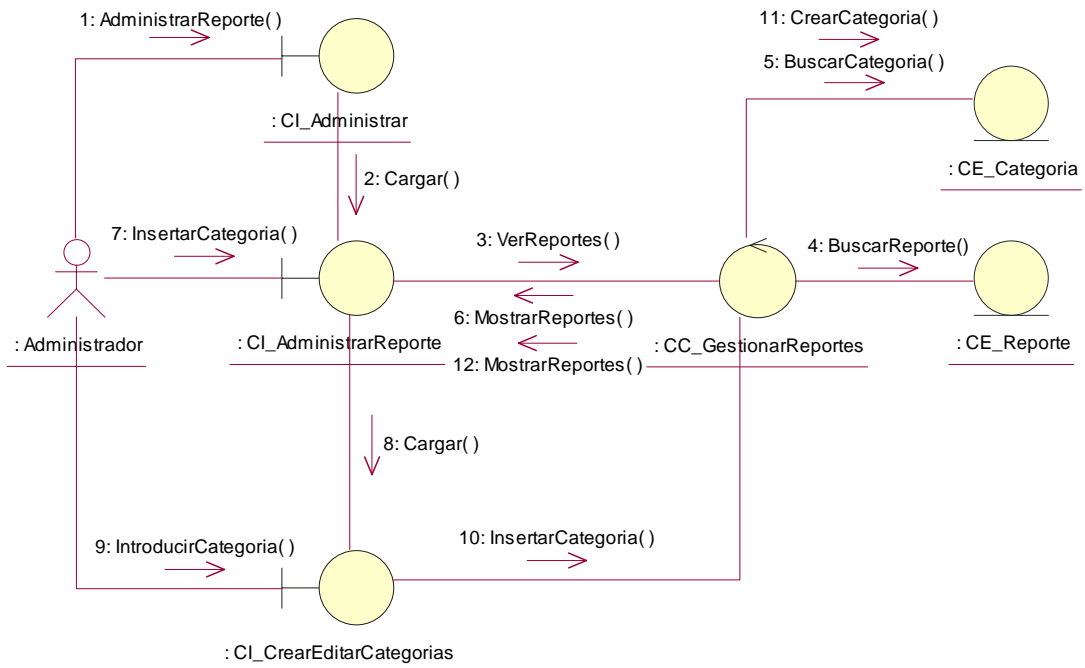 1: AdministrarReporte( )
11: CrearCategoria( )
5: BuscarCategoria( )
: CI_Administrar
: CE_Categoria
2: Cargar( )
7: InsertarCategoria( )
3: VerReportes( )
4: BuscarReporte()
6: MostrarReportes( )
: Administrador
: CI_AdministrarReporte
: CC_GestionarReportes
: CE_Reporte
12: MostrarReportes( )
8: Cargar( )
9: IntroducirCategoria( )
10: InsertarCategoria( )
: CI_CrearEditarCategorias